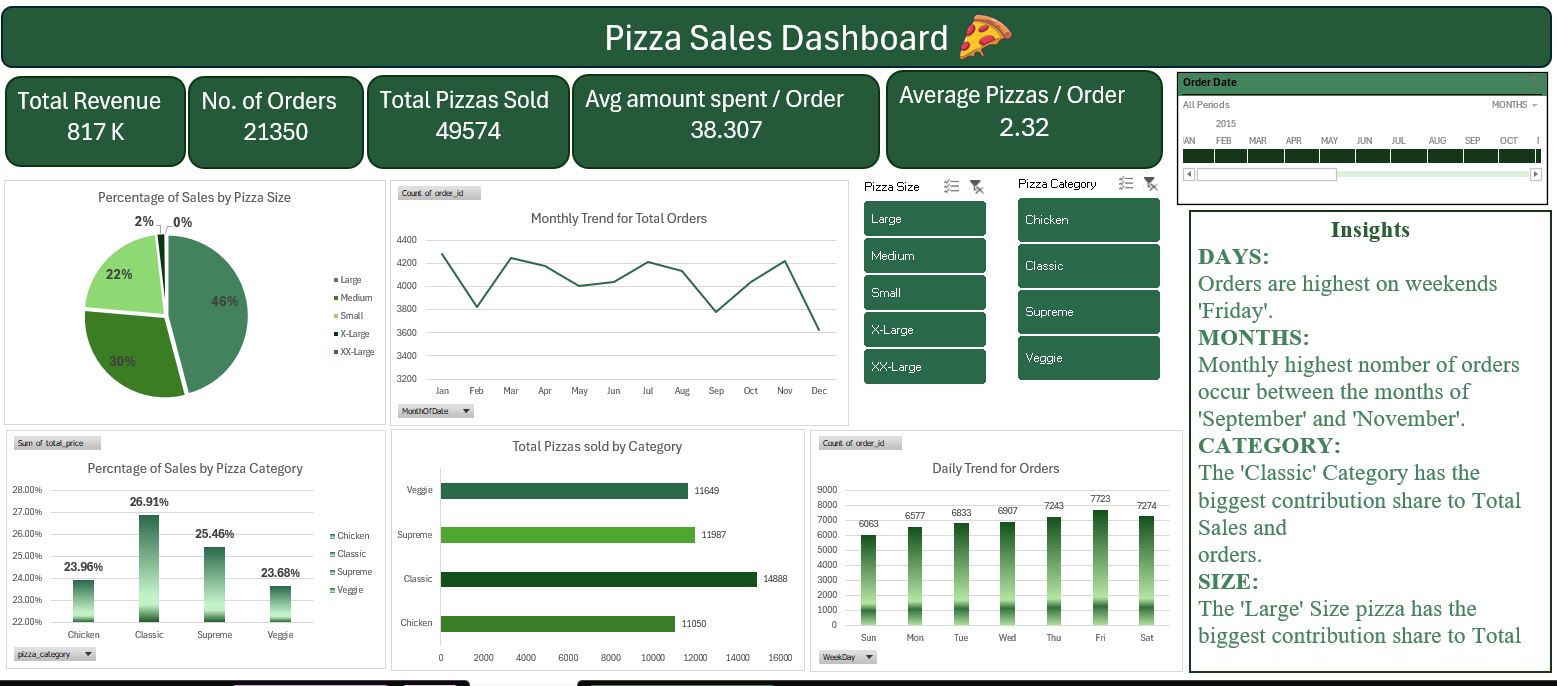 Pizza Sales Dashboard
Total Revenue
817 K
No. of Orders
21350
Total Pizzas Sold
49574
Avg amount spent / Order
38.307
Average Pizzas / Order
2.32
Order Date
All Periods
MONTHS
2015
FEB MAR APR MAY JUN JUL AUG SEP OCT
Percentage of Sales by Pizza Size
2%
0%
22%
46%
30%
Large
Medium
Small
X-Large
XX-Large
Count of order_id
Monthly Trend for Total Orders
4400
4200
4000
3800
3600
3400
3200
Jan Feb Mar Apr May Jun Jul Aug Sep Oct Nov Dec
MonthOfDate
Pizza Size
Large
Medium
Small
X-Large
XX-Large
Pizza Category
Chicken
Classic
Supreme
Veggie
Insights
DAYS:
Orders are highest on weekends
'Friday'.
MONTHS:
Monthly highest nomber of orders
occur between the months of
'September' and 'November'.
CATEGORY:
The 'Classic' Category has the
biggest contribution share to Total
Sales and
orders.
SIZE:
The 'Large' Size pizza has the
biggest contribution share to Total
Sum of total_price
Percntage of Sales by Pizza Category
28.00%
27.00%
26.00%
25.00%
24.00%
23.00%
22.00%
23.96%
26.91%
25.46%
23.68%
Chicken Classic Supreme Veggie
Chicken
Classic
Supreme
Veggie
pizza_category
Total Pizzas sold by Category
Veggie 11649
Supreme 11987
Classic 14888
Chicken 11050
0 2000 4000 6000 8000 10000 12000 14000 16000
Count of order_id
Daily Trend for Orders
9000
8000
7000
6000
5000
4000
3000
2000
1000
0
6063 6577 6833 6907 7243 7723 7274
Sun Mon Tue Wed Thu Fri Sat
WeekDay